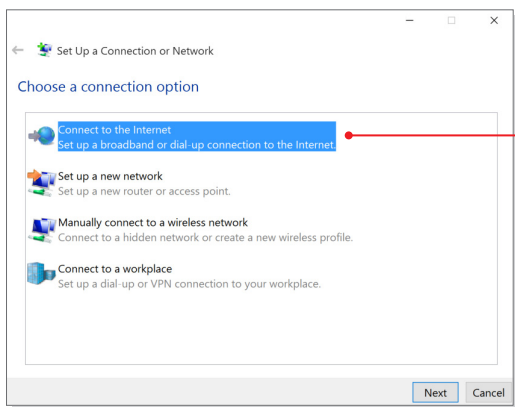 Set Up a Connection or Network
Choose a connection option
Connect to the Internet
Set up a broadband or dial-up connection to the Internet.
Set up a new network
Set up a new router or access point.
Manually connect to a wireless network
Connect to a hidden network or create a new wireless profile.
Connect to a workplace
Set up a dial-up or VPN connection to your workplace.
Next Cancel